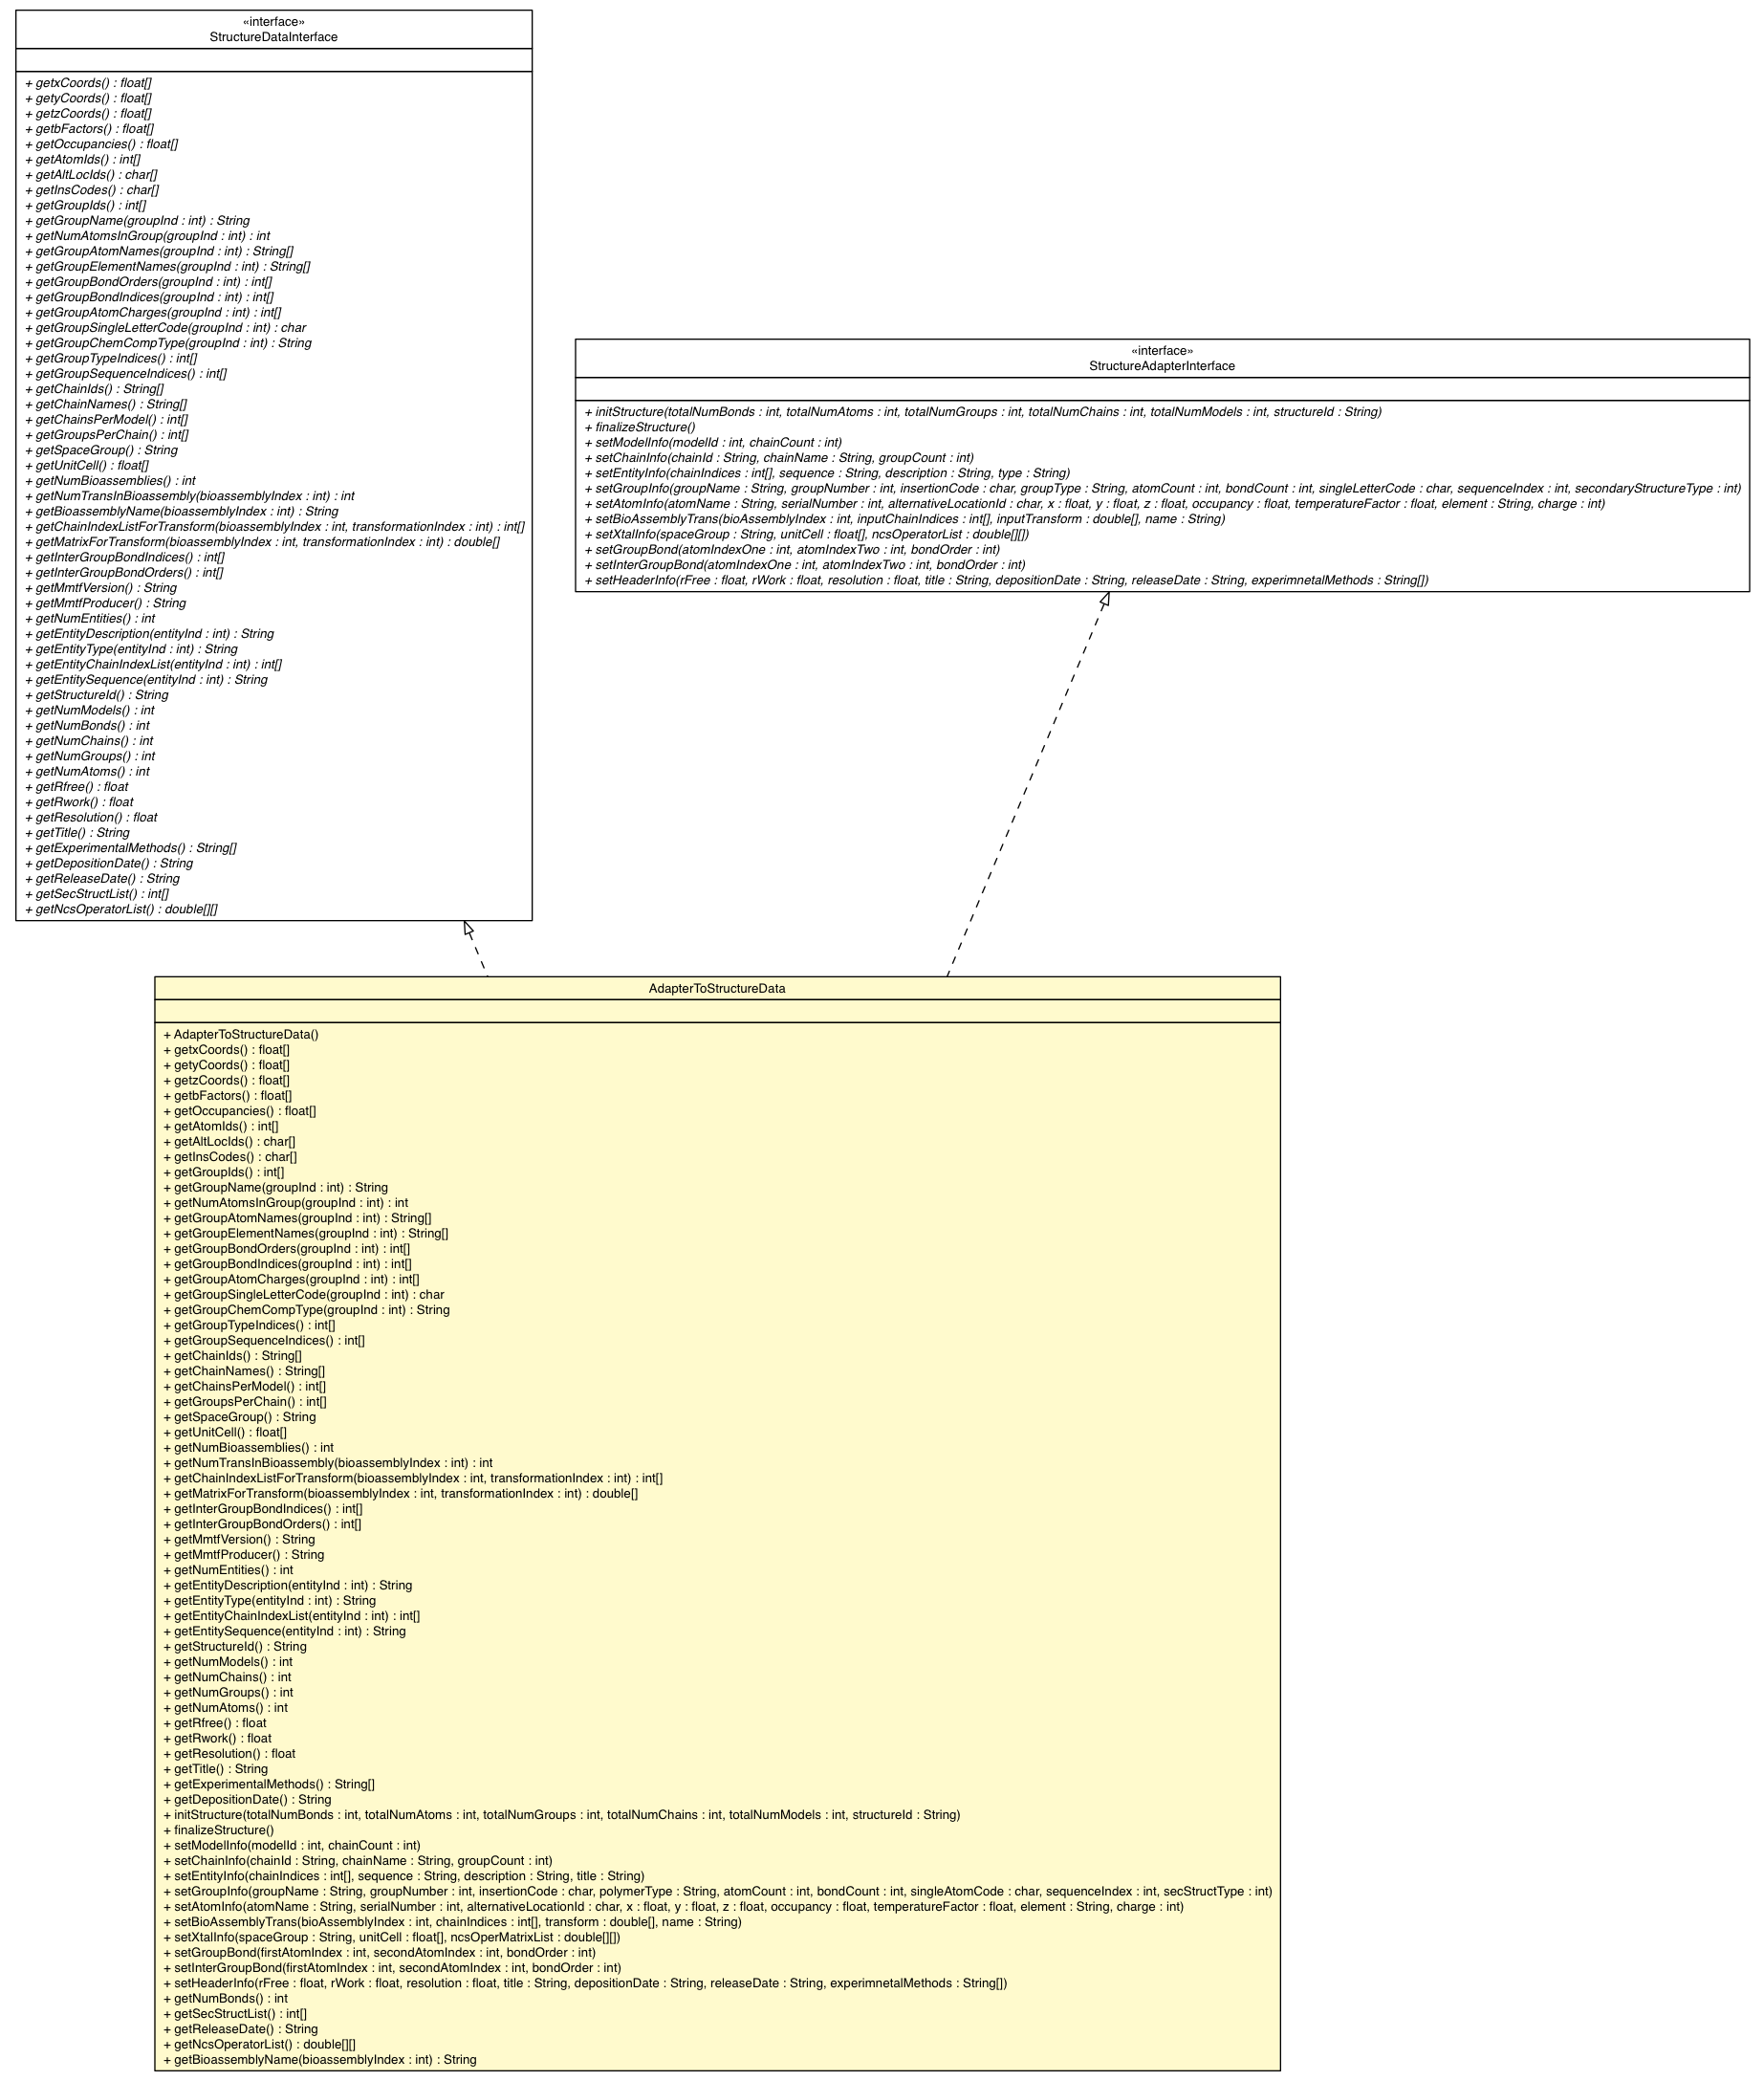 «interface»
StructureDataInterface
+ getxCoords() : float[]
+ getyCoords() : float[]
+ getzCoords() : float[]
+ getbFactors() : float[]
+ getOccupancies() : float[]
+ getAtomIds() : int[]
+ getAltLocIds() : char[]
+ getInsCodes() : char[]
+ getGroupIds() : int[]
+ getGroupName(groupInd : int) : String
+ getNumAtomsInGroup(groupInd : int) : int
+ getGroupAtomNames(groupInd : int) : String[]
+ getGroupElementNames(groupInd : int) : String[]
+ getGroupBondOrders(groupInd : int) : int[]
+ getGroupBondIndices(groupInd : int) : int[]
+ getGroupAtomCharges(groupInd : int) : int[]
+ getGroupSingleLetterCode(groupInd : int) : char
+ getGroupChemCompType(groupInd : int) : String
+ getGroupTypeIndices() : int[]
+ getGroupSequenceIndices() : int[]
+ getChainIds() : String[]
+ getChainNames() : String[]
+ getChainsPerModel() : int[]
+ getGroupsPerChain() : int[]
+ getSpaceGroup() : String
+ getUnitCell() : float[]
+ getNumBioassemblies() : int
+ getNumTransInBioassembly(bioassemblyIndex : int) : int
+ getBioassemblyName(bioassemblyIndex : int) : String
+ getChainIndexListForTransform(bioassemblyIndex : int, transformationIndex : int) : int[]
+ getMatrixForTransform(bioassemblyIndex : int, transformationIndex : int) : double[]
+ getInterGroupBondIndices() : int[]
+ getInterGroupBondOrders() : int[]
+ getMmtfVersion() : String
+ getMmtfProducer() : String
+ getNumEntities() : int
+ getEntityDescription(entityInd : int) : String
+ getEntityType(entityInd : int) : String
+ getEntityChainIndexList(entityInd : int) : int[]
+ getEntitySequence(entityInd : int) : String
+ getStructureId() : String
+ getNumModels() : int
+ getNumBonds() : int
+ getNumChains() : int
+ getNumGroups() : int
+ getNumAtoms() : int
+ getRfree() : float
+ getRwork() : float
+ getResolution() : float
+ getTitle() : String
+ getExperimentalMethods() : String[]
+ getDepositionDate() : String
+ getReleaseDate() : String
+ getSecStructList() : int[]
+ getNcsOperatorList() : double[][]
«interface»
StructureAdapterInterface
+ initStructure(totalNumBonds : int, totalNumAtoms : int, totalNumGroups : int, totalNumChains : int, totalNumModels : int, structureId : String)
+ finalizeStructure()
+ setModelInfo(modelId : int, chainCount : int)
+ setChainInfo(chainId : String, chainName : String, groupCount : int)
+ setEntityInfo(chainIndices : int[], sequence : String, description : String, type : String)
+ setGroupInfo(groupName : String, groupNumber : int, insertionCode : char, groupType : String, atomCount : int, bondCount : int, singleLetterCode : char, sequenceIndex : int, secondaryStructureType : int)
+ setAtomInfo(atomName : String, serialNumber : int, alternativeLocationId : char, x : float, y : float, z : float, occupancy : float, temperatureFactor : float, element : String, charge : int)
+ setBioAssemblyTrans(bioAssemblyIndex : int, inputChainIndices : int[], inputTransform : double[], name : String)
+ setXtalInfo(spaceGroup : String, unitCell : float[], ncsOperatorList : double[][])
+ setGroupBond(atomIndexOne : int, atomIndexTwo : int, bondOrder : int)
+ setInterGroupBond(atomIndexOne : int, atomIndexTwo : int, bondOrder : int)
+ setHeaderInfo(rFree : float, rWork : float, resolution : float, title : String, depositionDate : String, releaseDate : String, experimnetalMethods : String[])
AdapterToStructureData
+ AdapterToStructureData()
+ getxCoords() : float[]
+ getyCoords() : float[]
+ getzCoords() : float[]
+ getbFactors() : float[]
+ getOccupancies() : float[]
+ getAtomIds() : int[]
+ getAltLocIds() : char[]
+ getInsCodes() : char[]
+ getGroupIds() : int[]
+ getGroupName(groupInd : int) : String
+ getNumAtomsInGroup(groupInd : int) : int
+ getGroupAtomNames(groupInd : int) : String[]
+ getGroupElementNames(groupInd : int) : String[]
+ getGroupBondOrders(groupInd : int) : int[]
+ getGroupBondIndices(groupInd : int) : int[]
+ getGroupAtomCharges(groupInd : int) : int[]
+ getGroupSingleLetterCode(groupInd : int) : char
+ getGroupChemCompType(groupInd : int) : String
+ getGroupTypeIndices() : int[]
+ getGroupSequenceIndices() : int[]
+ getChainIds() : String[]
+ getChainNames() : String[]
+ getChainsPerModel() : int[]
+ getGroupsPerChain() : int[]
+ getSpaceGroup() : String
+ getUnitCell() : float[]
+ getNumBioassemblies() : int
+ getNumTransInBioassembly(bioassemblyIndex : int) : int
+ getChainIndexListForTransform(bioassemblyIndex : int, transformationIndex : int) : int[]
+ getMatrixForTransform(bioassemblyIndex : int, transformationIndex : int) : double[]
+ getInterGroupBondIndices() : int[]
+ getInterGroupBondOrders() : int[]
+ getMmtfVersion() : String
+ getMmtfProducer() : String
+ getNumEntities() : int
+ getEntityDescription(entityInd : int) : String
+ getEntityType(entityInd : int) : String
+ getEntityChainIndexList(entityInd : int) : int[]
+ getEntitySequence(entityInd : int) : String
+ getStructureId() : String
+ getNumModels() : int
+ getNumChains() : int
+ getNumGroups() : int
+ getNumAtoms() : int
+ getRfree() : float
+ getRwork() : float
+ getResolution() : float
+ getTitle() : String
+ getExperimentalMethods() : String[]
+ getDepositionDate() : String
+ initStructure(totalNumBonds : int, totalNumAtoms : int, totalNumGroups : int, totalNumChains : int, totalNumModels : int, structureId : String)
+ finalizeStructure()
+ setModelInfo(modelId : int, chainCount : int)
+ setChainInfo(chainId : String, chainName : String, groupCount : int)
+ setEntityInfo(chainIndices : int[], sequence : String, description : String, title : String)
+ setGroupInfo(groupName : String, groupNumber : int, insertionCode : char, polymerType : String, atomCount : int, bondCount : int, singleAtomCode : char, sequenceIndex : int, secStructType : int)
+ setAtomInfo(atomName : String, serialNumber : int, alternativeLocationId : char, x : float, y : float, z : float, occupancy : float, temperatureFactor : float, element : String, charge : int)
+ setBioAssemblyTrans(bioAssemblyIndex : int, chainIndices : int[], transform : double[], name : String)
+ setXtalInfo(spaceGroup : String, unitCell : float[], ncsOperMatrixList : double[][])
+ setGroupBond(firstAtomIndex : int, secondAtomIndex : int, bondOrder : int)
+ setInterGroupBond(firstAtomIndex : int, secondAtomIndex : int, bondOrder : int)
+ setHeaderInfo(rFree : float, rWork : float, resolution : float, title : String, depositionDate : String, releaseDate : String, experimnetalMethods : String[])
+ getNumBonds() : int
+ getSecStructList() : int[]
+ getReleaseDate() : String
+ getNcsOperatorList() : double[][]
+ getBioassemblyName(bioassemblyIndex : int) : String